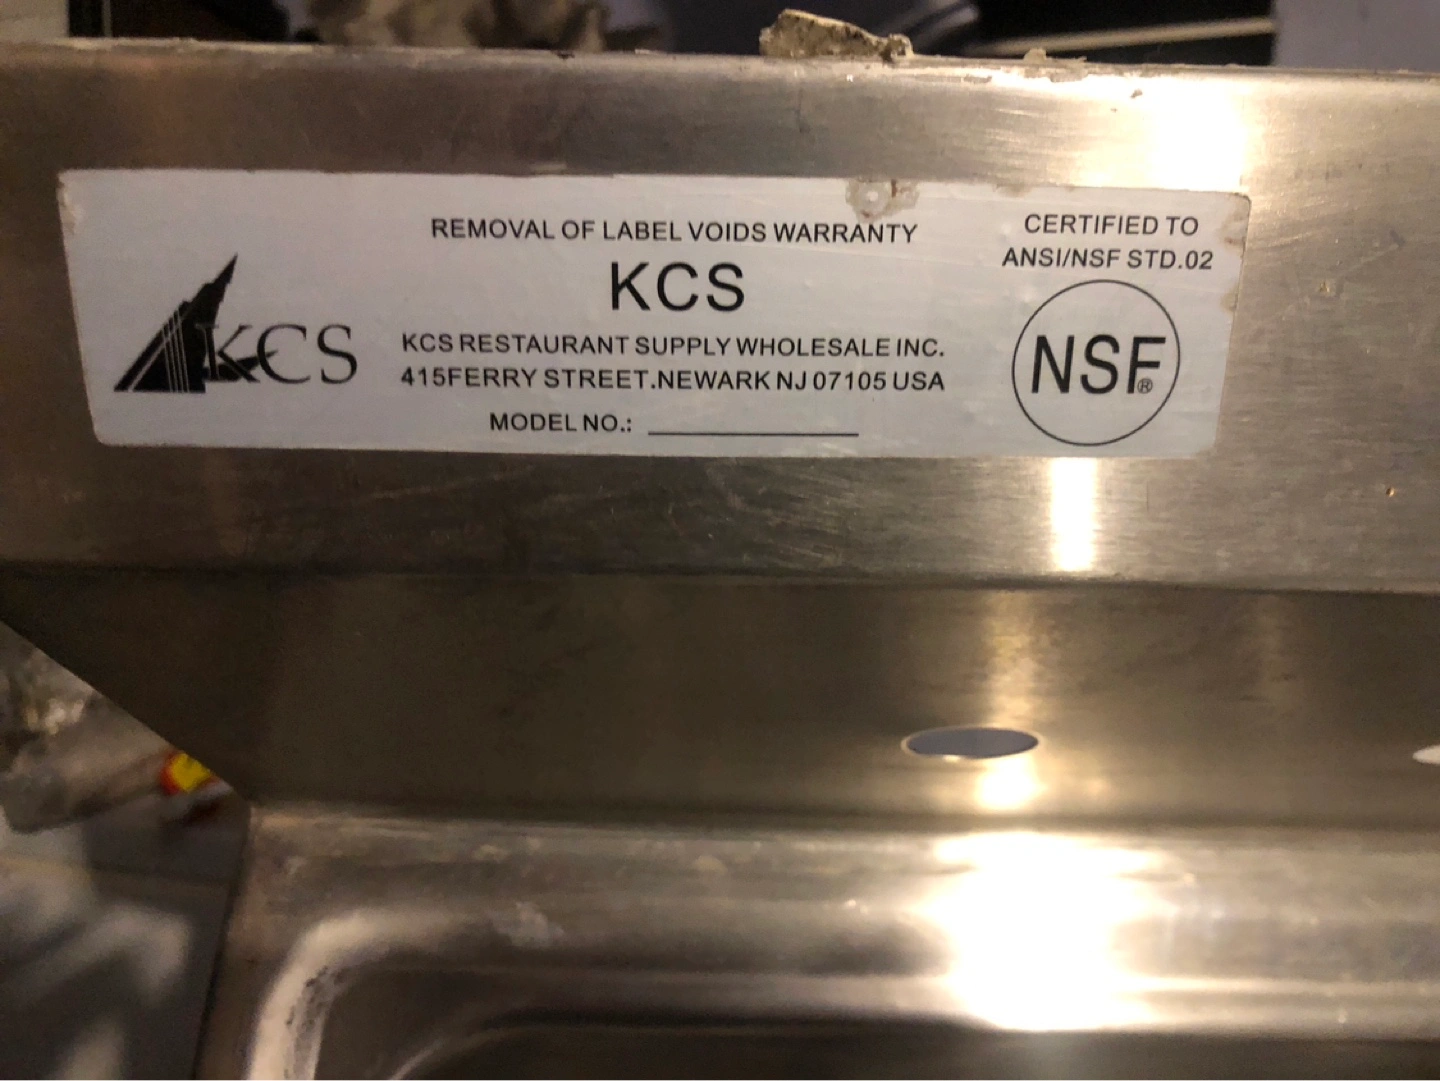 REMOVAL OF LABEL VOIDS WARRANTY
KCS
KCS
KCS RESTAURANT SUPPLY WHOLESALE INC.
415FERRY STREET.NEWARK NJ 07105 USA
MODEL NO.:
CERTIFIED TO
ANSI/NSF STD.02
NSF®